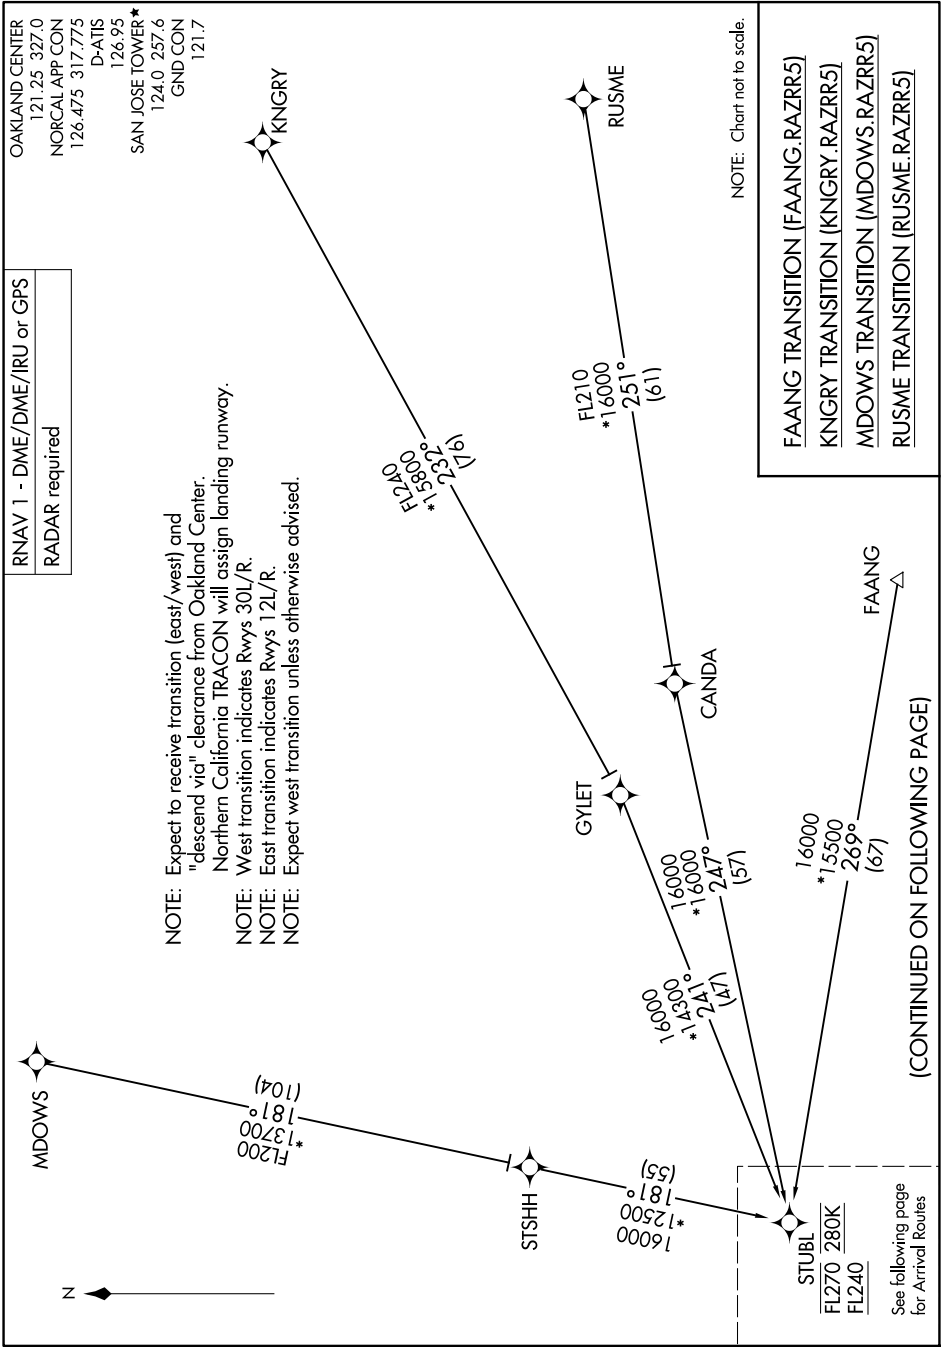 OAKLAND CENTER
121.25 327.0
NORCAL APP CON
126.475 317.775
D-ATIS
126.95
SAN JOSE TOWER★
124.0 257.6
GND CON
121.7
RNAV 1 - DME/DME/IRU or GPS
RADAR required
NOTE: Expect to receive transition (east/west) and
"descend via" clearance from Oakland Center.
Northern California TRACON will assign landing runway.
NOTE: West transition indicates Rwys 30L/R.
NOTE: East transition indicates Rwys 12L/R.
NOTE: Expect west transition unless otherwise advised.
N
MDOWS
FL200
*13700
181°
(104)
STSHH
16000
*12500
181°
(55)
KNGRY
FL240
*15800
232°
(76)
GYLET
16000
*14300
241°
(47)
RUSME
FL210
*16000
251°
(61)
CANDA
16000
*16000
247°
(57)
FAANG
16000
*15500
269°
(67)
STUBL
FL270 280K
FL240
See following page
for Arrival Routes
(CONTINUED ON FOLLOWING PAGE)
NOTE: Chart not to scale.
FAANG TRANSITION (FAANG.RAZRR5)
KNGRY TRANSITION (KNGRY.RAZRR5)
MDOWS TRANSITION (MDOWS.RAZRR5)
RUSME TRANSITION (RUSME.RAZRR5)